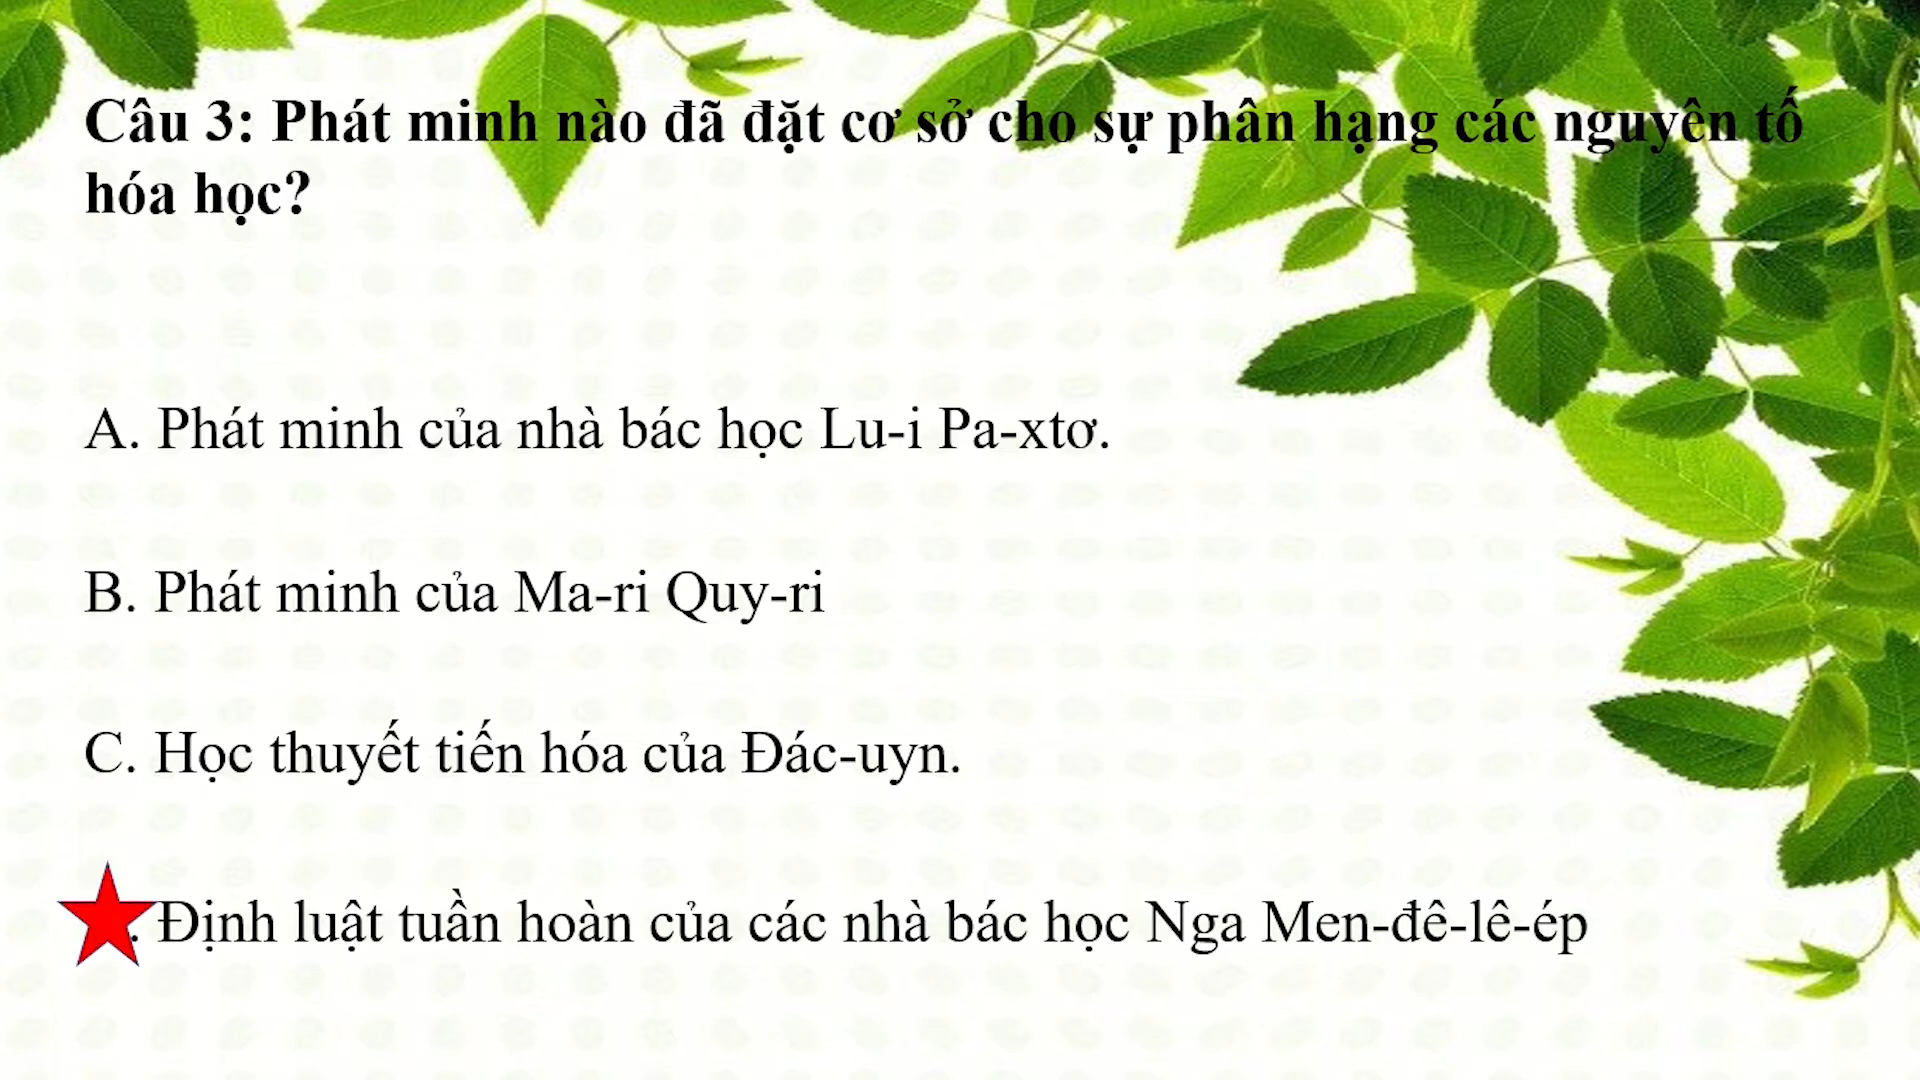 Câu 3: Phát minh nào đã đặt cơ sở cho sự phân hạng các nguyên tố
hóa học?
A. Phát minh của nhà bác học Lu-i Pa-xtơ.
B. Phát minh của Ma-ri Quy-ri
C. Học thuyết tiến hóa của Đác-uyn.
. Định luật tuần hoàn của các nhà bác học Nga Men-đê-lê-ép